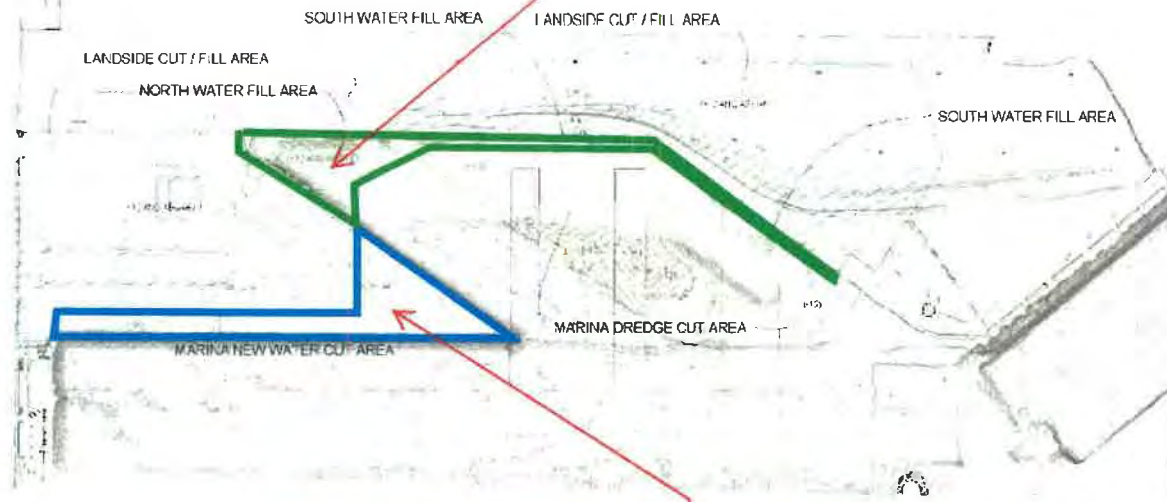 SOUTH WATER FILL AREA
LANDSIDE CUT / FILL AREA
LANDSIDE CUT / FILL AREA
NORTH WATER FILL AREA
SOUTH WATER FILL AREA
MARINA DREDGE CUT AREA
MARINA NEW WATER CUT AREA